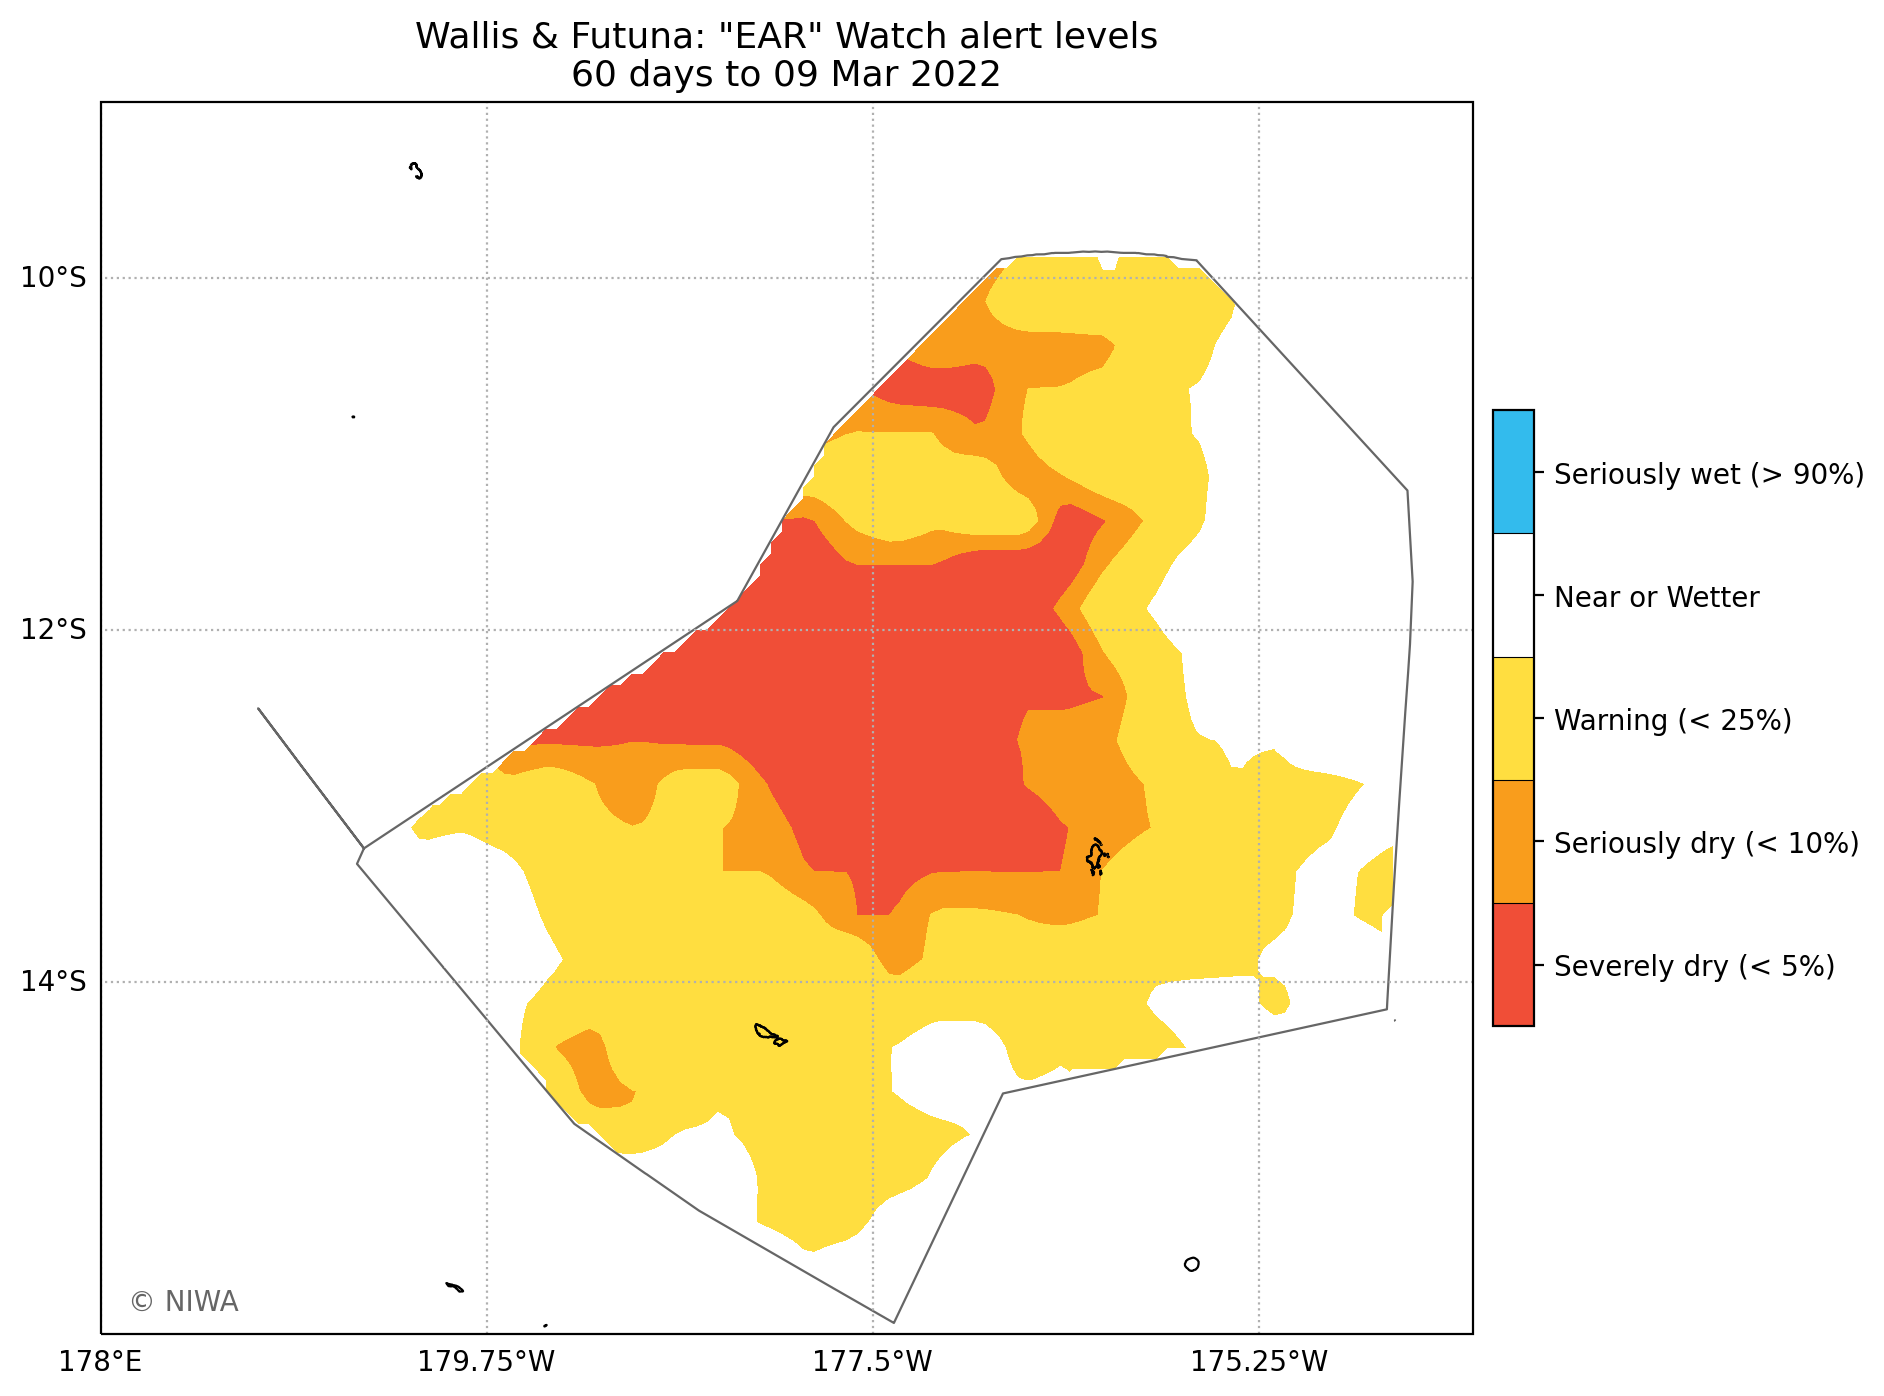 Wallis & Futuna: "EAR" Watch alert levels
60 days to 09 Mar 2022
10°S
12°S
14°S
178°E
179.75°W
177.5°W
175.25°W
© NIWA
Seriously wet (> 90%)
Near or Wetter
Warning (< 25%)
Seriously dry (< 10%)
Severely dry (< 5%)